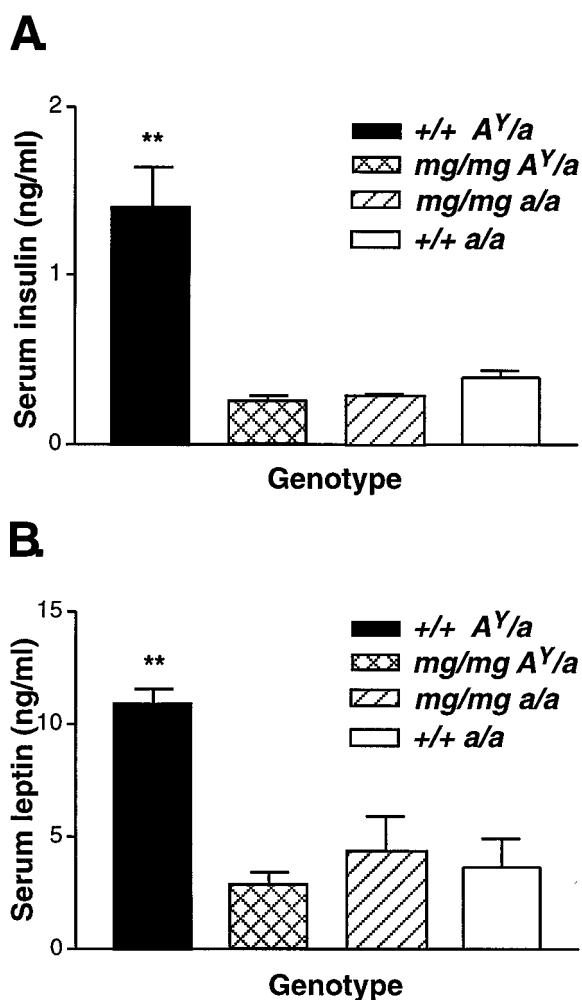 A.
2
1
0
Serum insulin (ng/ml)
**
+/+ A^Y/a
mg/mg A^Y/a
mg/mg a/a
+/+ a/a
Genotype
B.
15
10
5
0
Serum leptin (ng/ml)
**
+/+ A^Y/a
mg/mg A^Y/a
mg/mg a/a
+/+ a/a
Genotype